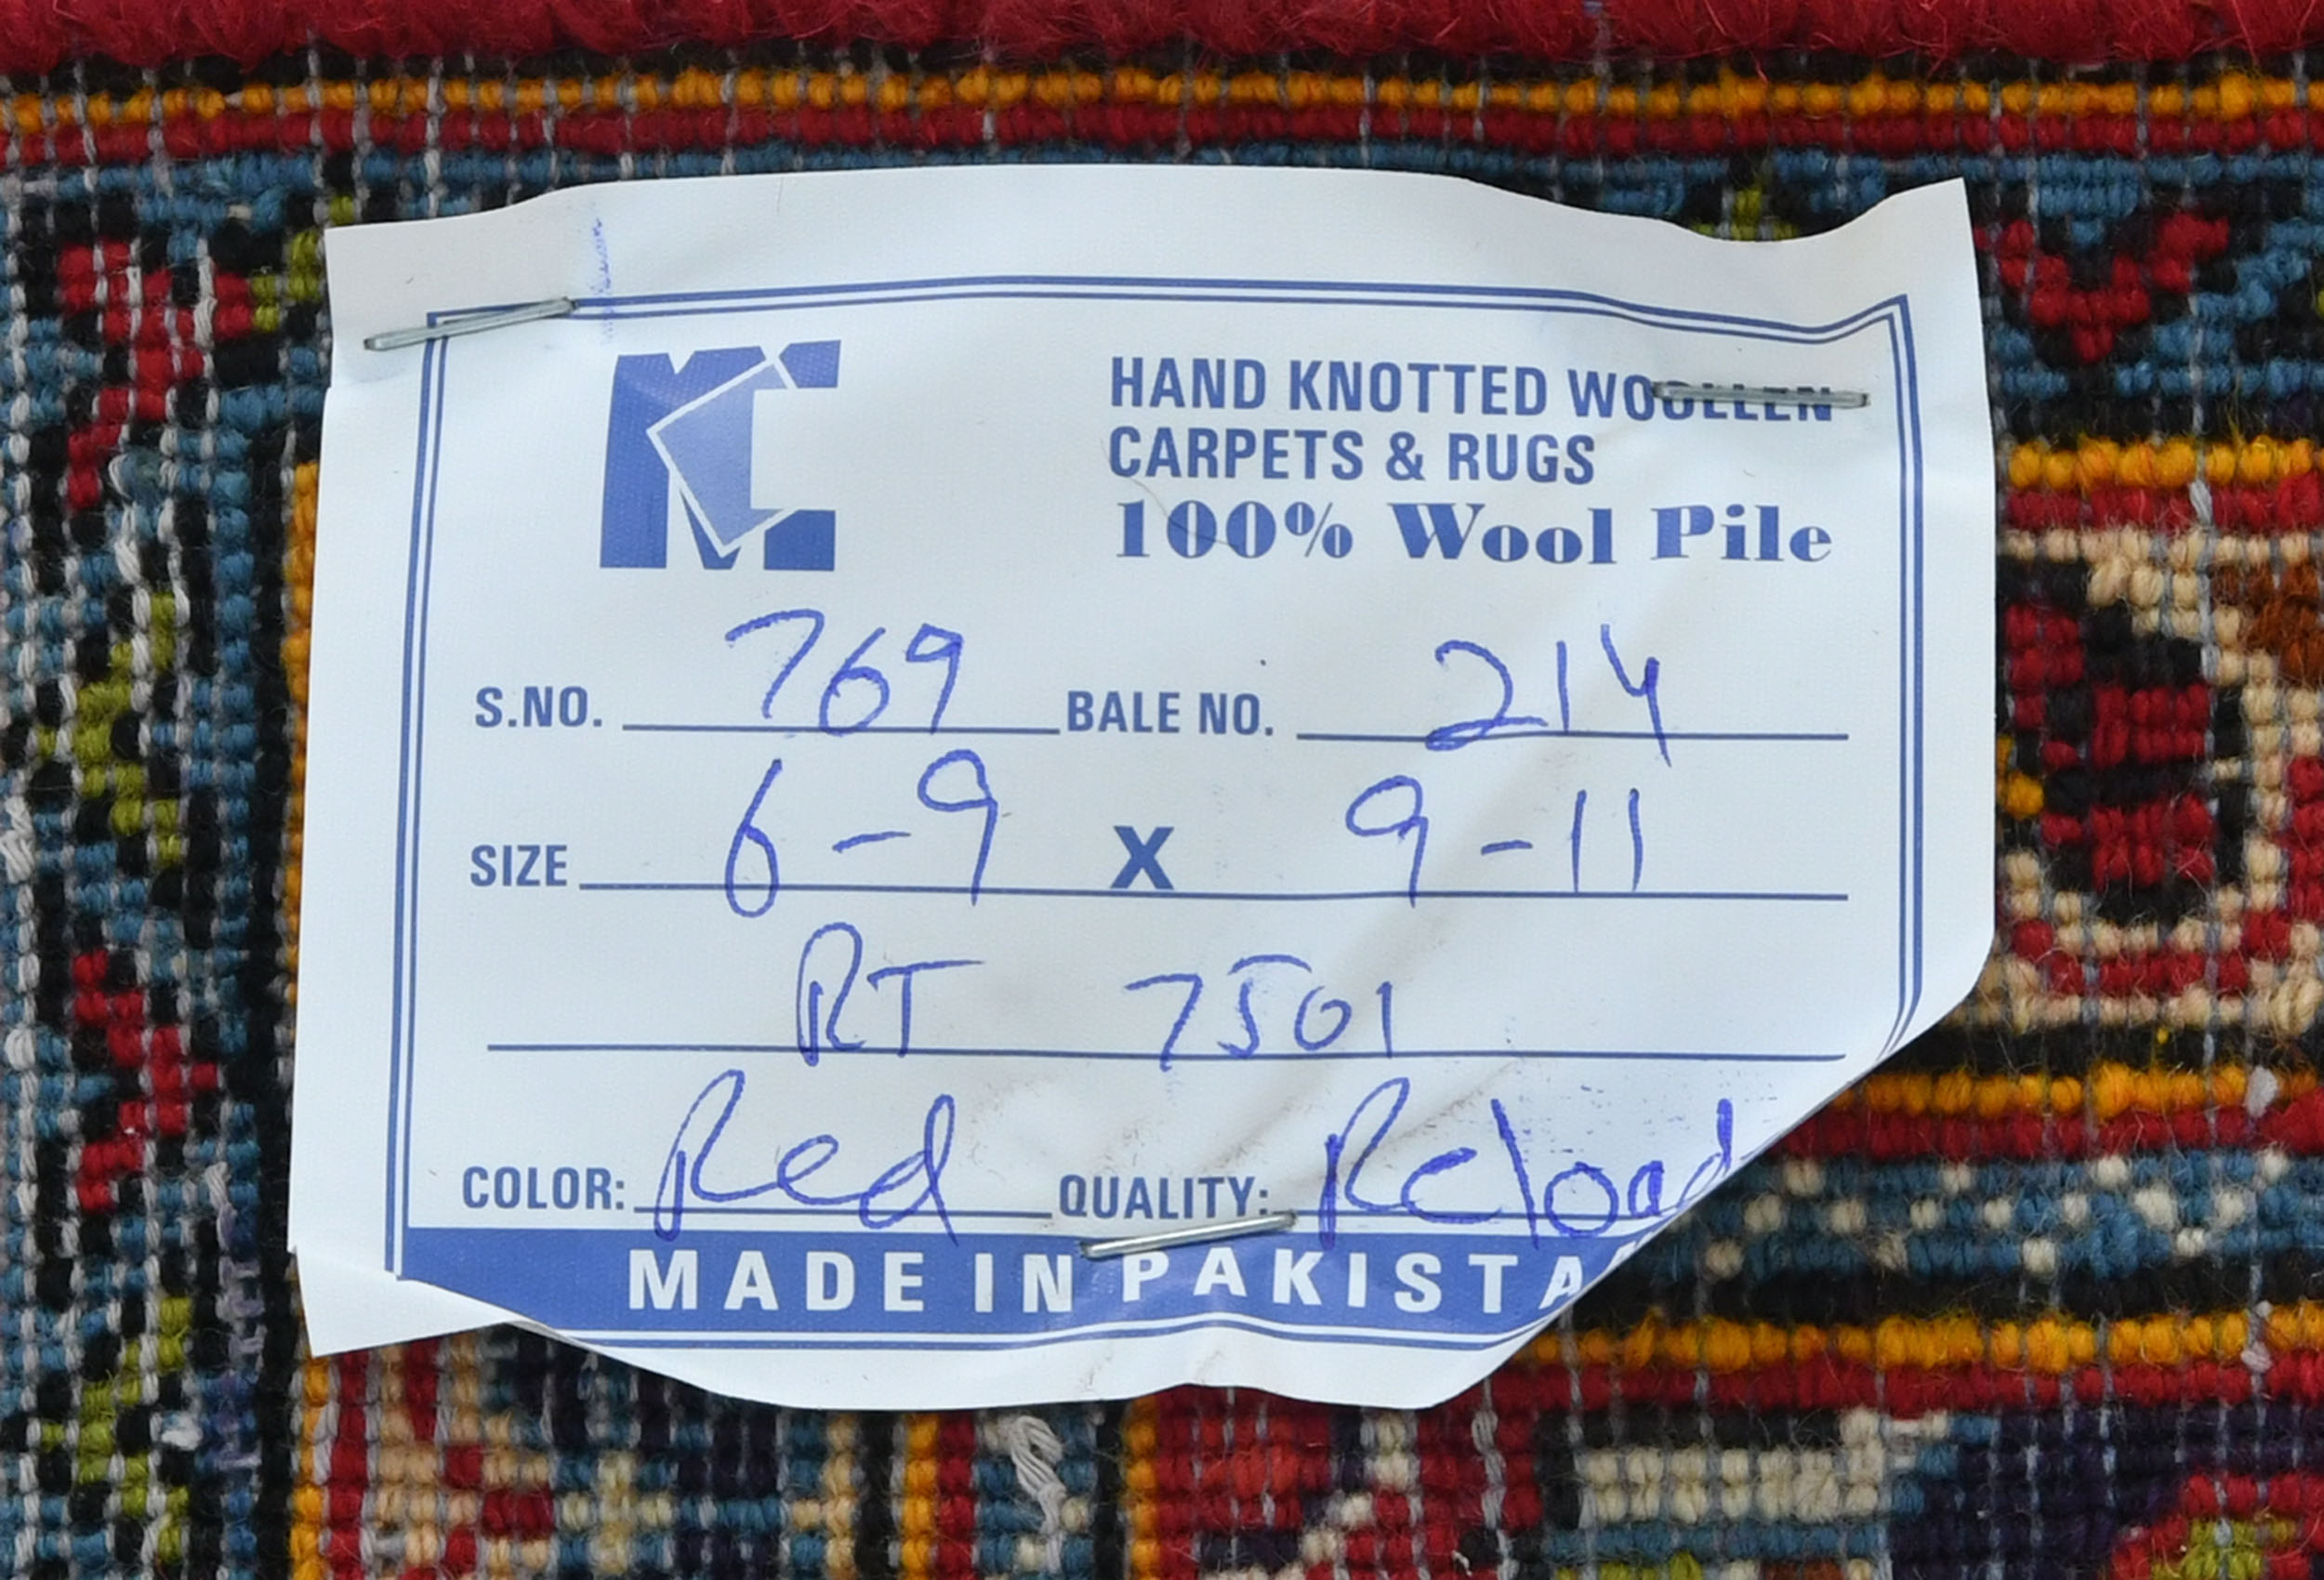 MC
HAND KNOTTED WOOLLEN
CARPETS & RUGS
100% Wool Pile
S.NO. 769 BALE NO. 214
SIZE 6-9 X 9-11
RT 7501
COLOR: Red QUALITY: Reload
MADE IN PAKISTA